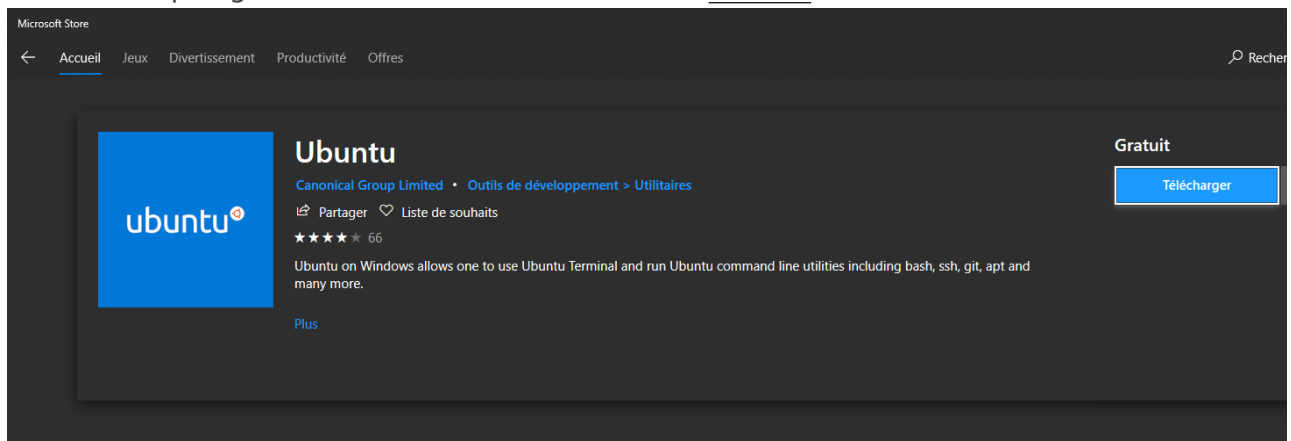 Microsoft Store
Accueil Jeux Divertissement Productivité Offres Recher
Ubuntu
Gratuit
Canonical Group Limited • Outils de développement > Utilitaires
Télécharger
Partager Liste de souhaits
ubuntu
66
Ubuntu on Windows allows one to use Ubuntu Terminal and run Ubuntu command line utilities including bash, ssh, git, apt and
many more.
Plus